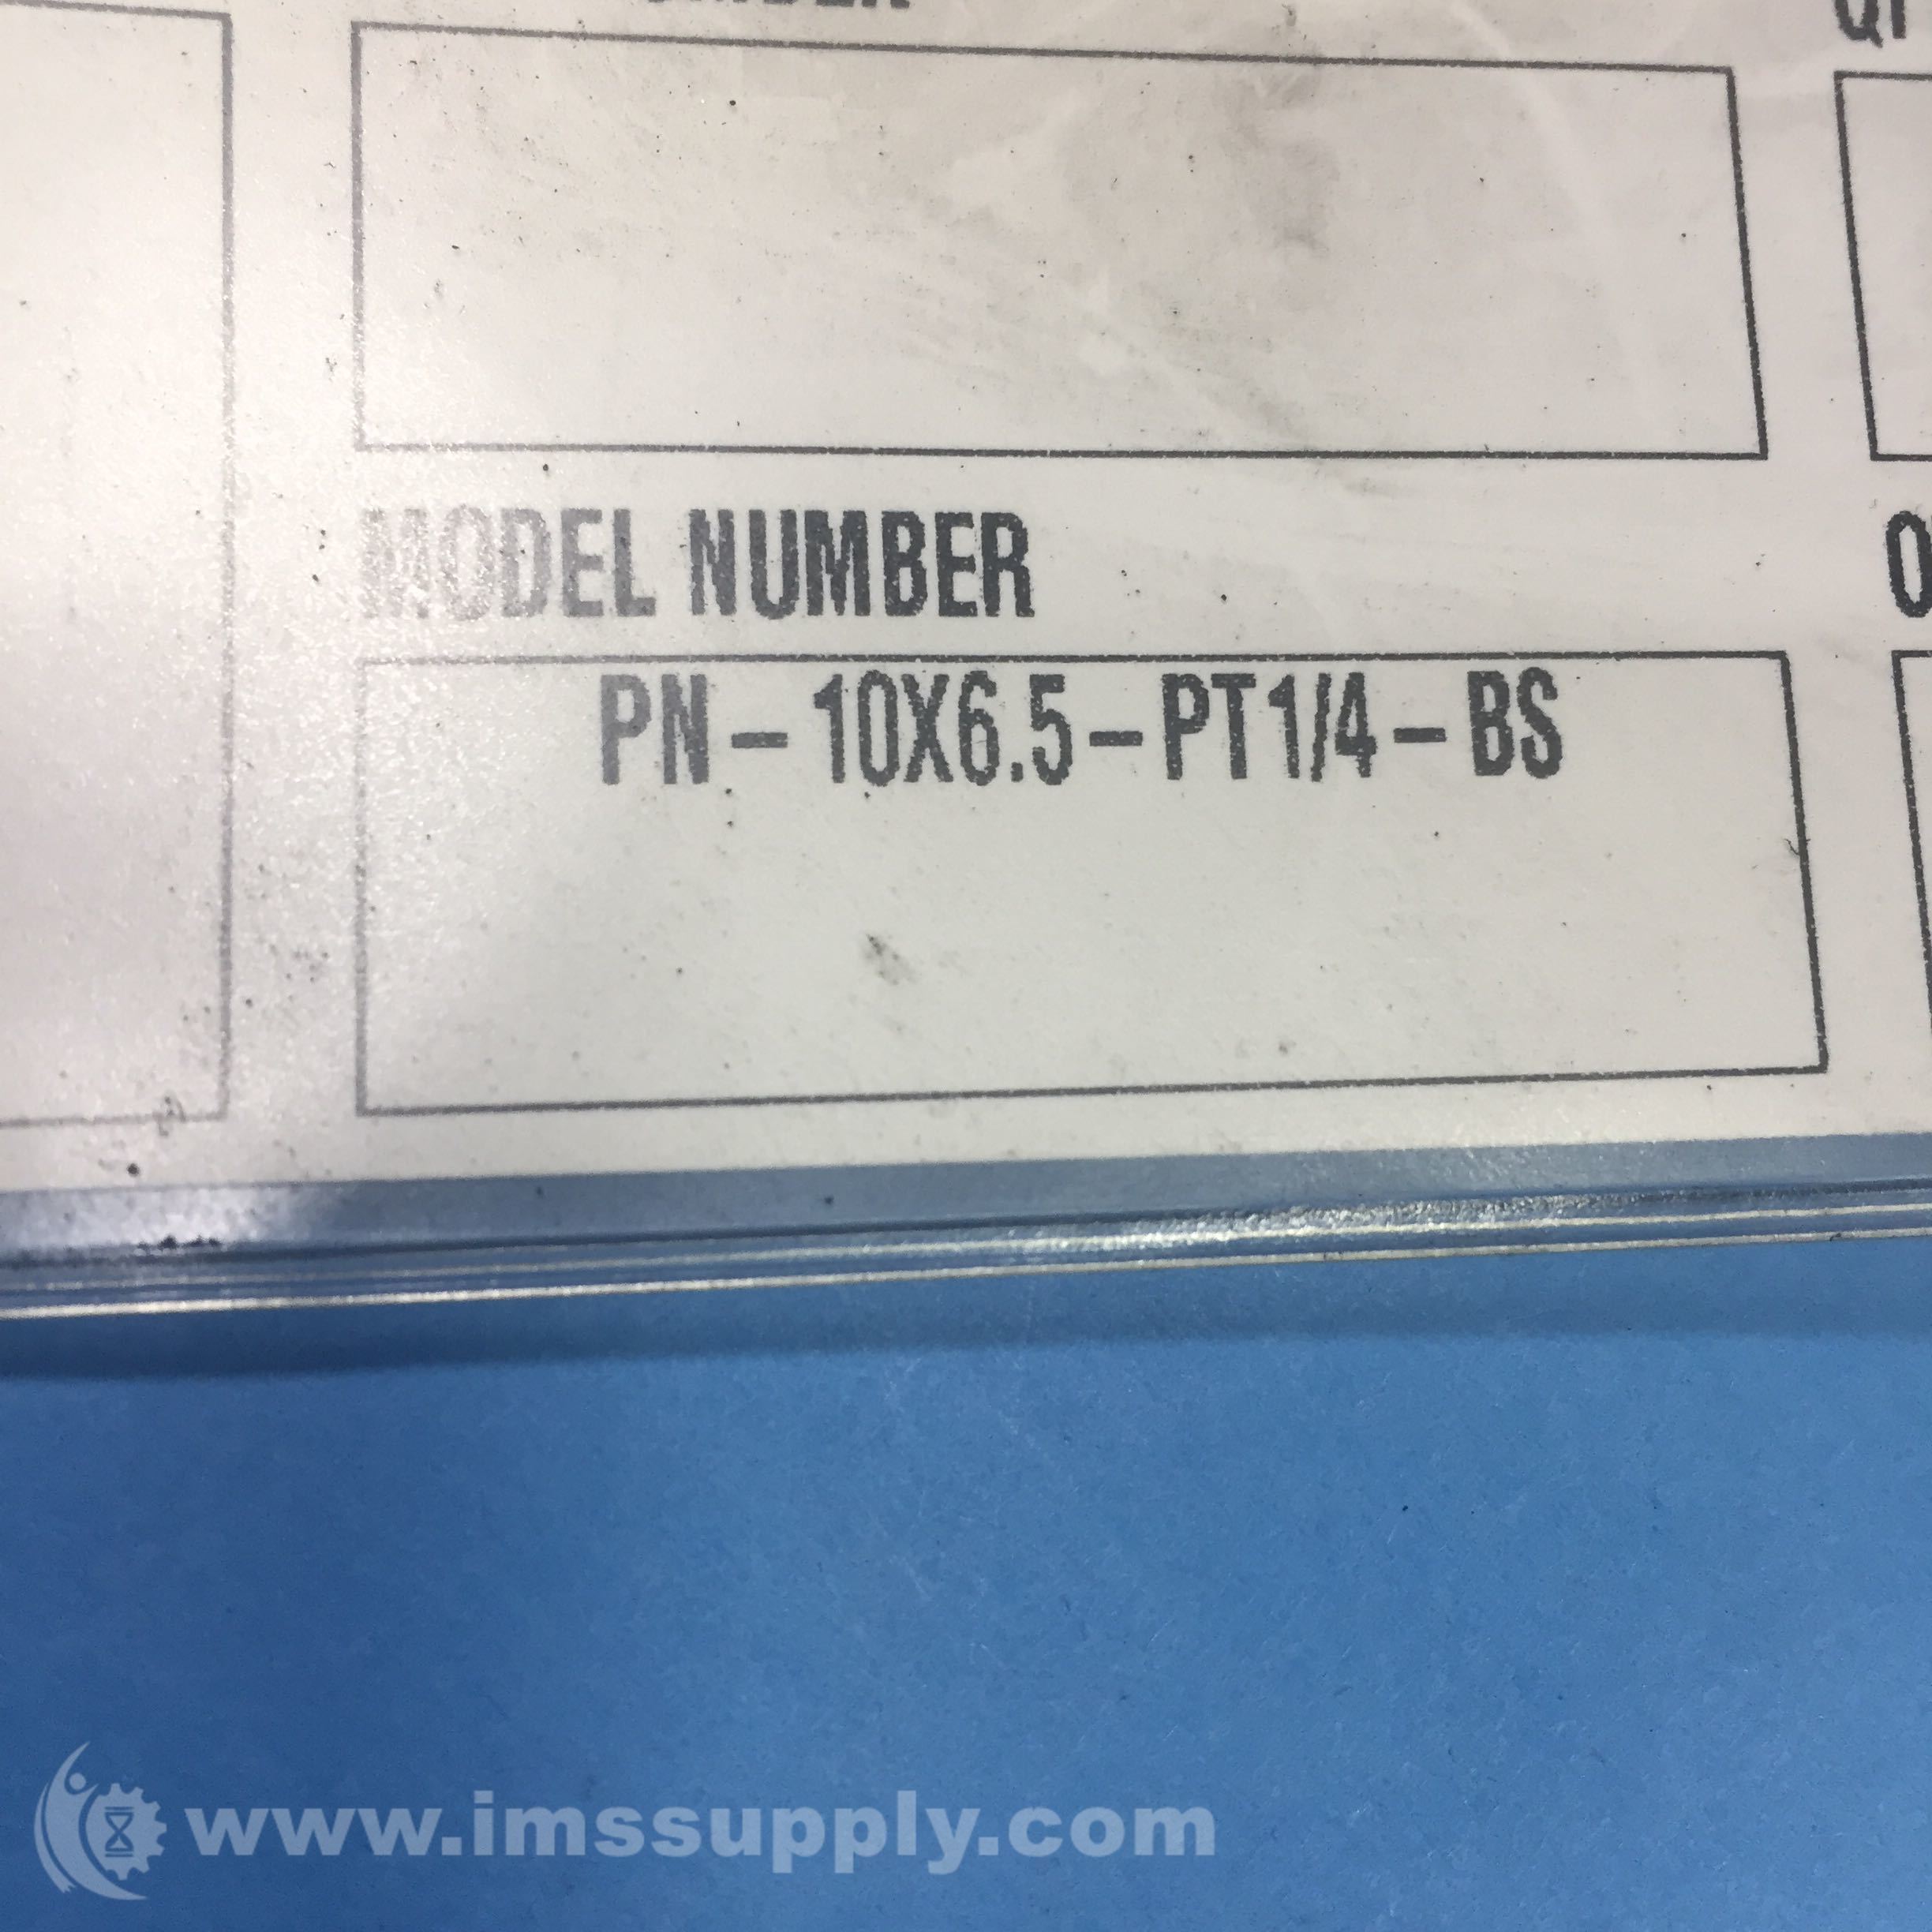 MODEL NUMBER
PN-10X6.5-PT1/4-BS
www.imssupply.com